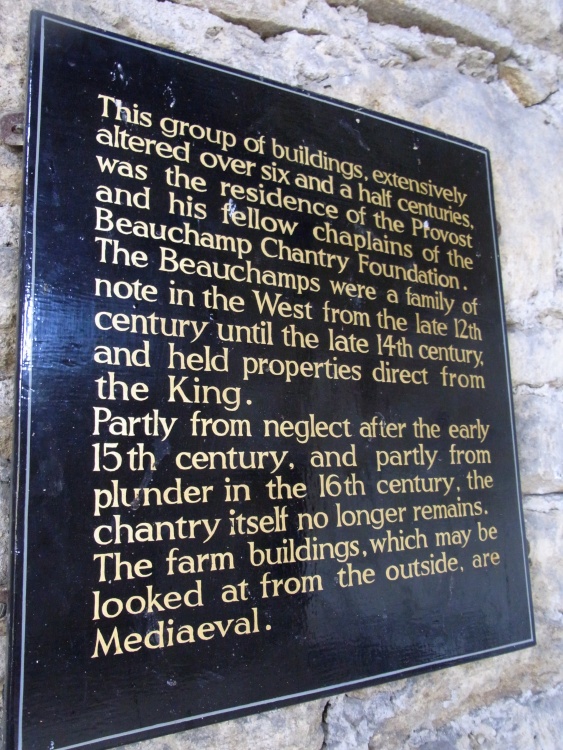 This group of buildings, extensively
altered over six and a half centuries,
was the residence of the Provost
and his fellow chaplains of the
Beauchamp Chantry Foundation.
The Beauchamps were a family of
note in the West from the late 12th
century until the late 14th century,
and held properties direct from
the King.
Partly from neglect after the early
15th century, and partly from
plunder in the 16th century, the
chantry itself no longer remains.
The farm buildings, which may be
looked at from the outside, are
Mediaeval.